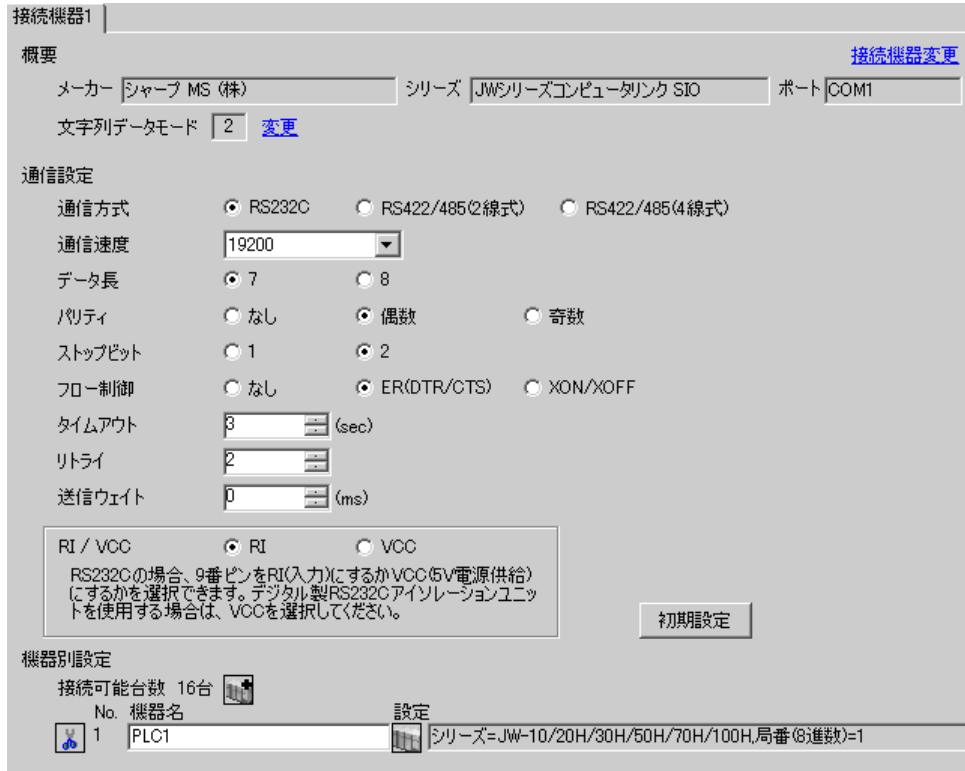 接続機器1
概要 接続機器変更
メーカー シャープ MS (株) シリーズ JWシリーズコンピュータリンク SIO ポート COM1
文字列データモード 2 変更
通信設定
通信方式 RS232C RS422/485(2線式) RS422/485(4線式)
通信速度 19200
データ長 7 8
パリティ なし 偶数 奇数
ストップビット 1 2
フロー制御 なし ER(DTR/CTS) XON/XOFF
タイムアウト 3 (sec)
リトライ 2
送信ウェイト 0 (ms)
RI / VCC RI VCC
RS232Cの場合、9番ピンをRI(入力)にするかVCC(5V電源供給)
にするかを選択できます。デジタル製RS232Cアイソレーションユニッ
トを使用する場合は、VCCを選択してください。
初期設定
機器別設定
接続可能台数 16台
No. 機器名 設定
1 PLC1 シリーズ=JW-10/20H/30H/50H/70H/100H,局番(8進数)=1